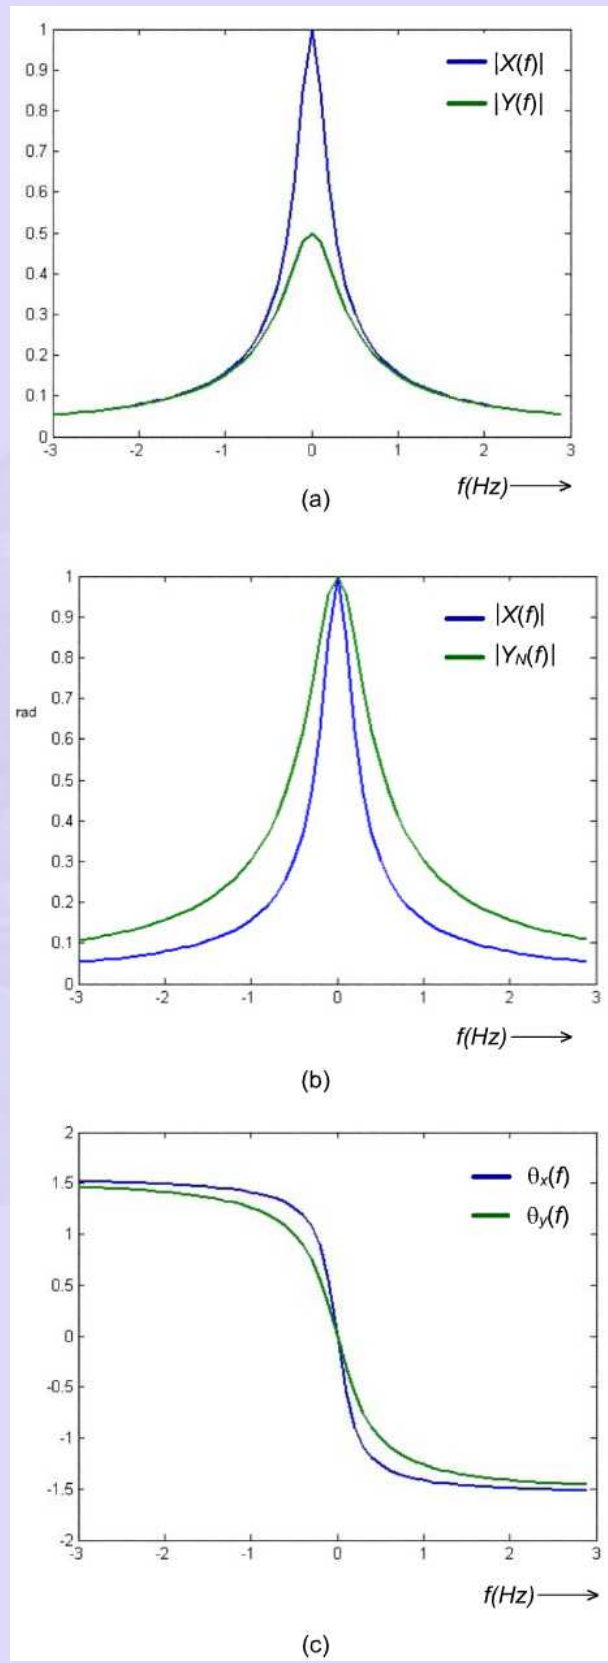 1
0.9
|X(f)|
0.8
|Y(f)|
0.7
0.6
0.5
0.4
0.3
0.2
0.1
0
-3 -2 -1 0 1 2 3
f(Hz)
(a)
1
0.9
|X(f)|
0.8
|Y_N(f)|
0.7
rad
0.6
0.5
0.4
0.3
0.2
0.1
0
-3 -2 -1 0 1 2 3
f(Hz)
(b)
2
1.5
θx(f)
θy(f)
1
0.5
0
-0.5
-1
-1.5
-2
-3 -2 -1 0 1 2 3
f(Hz)
(c)